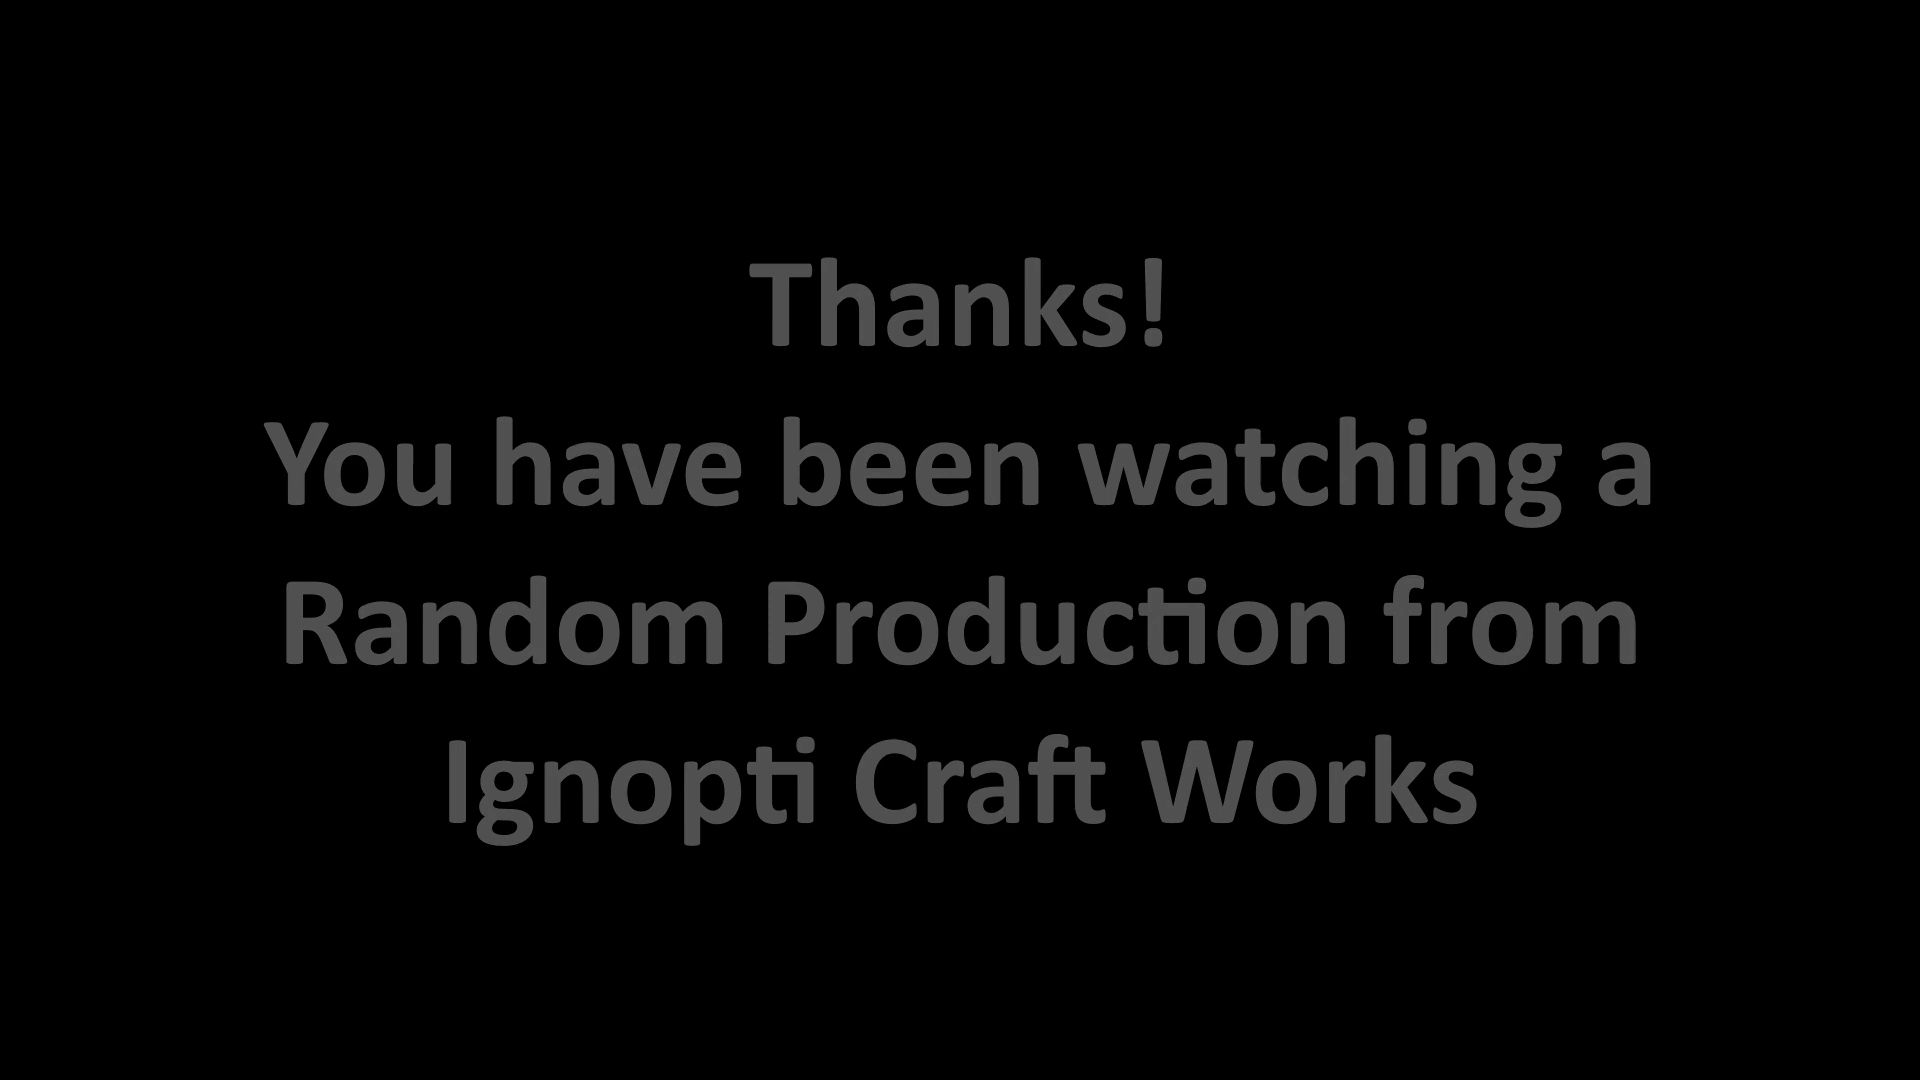 Thanks!
You have been watching a
Random Production from
Ignopti Craft Works